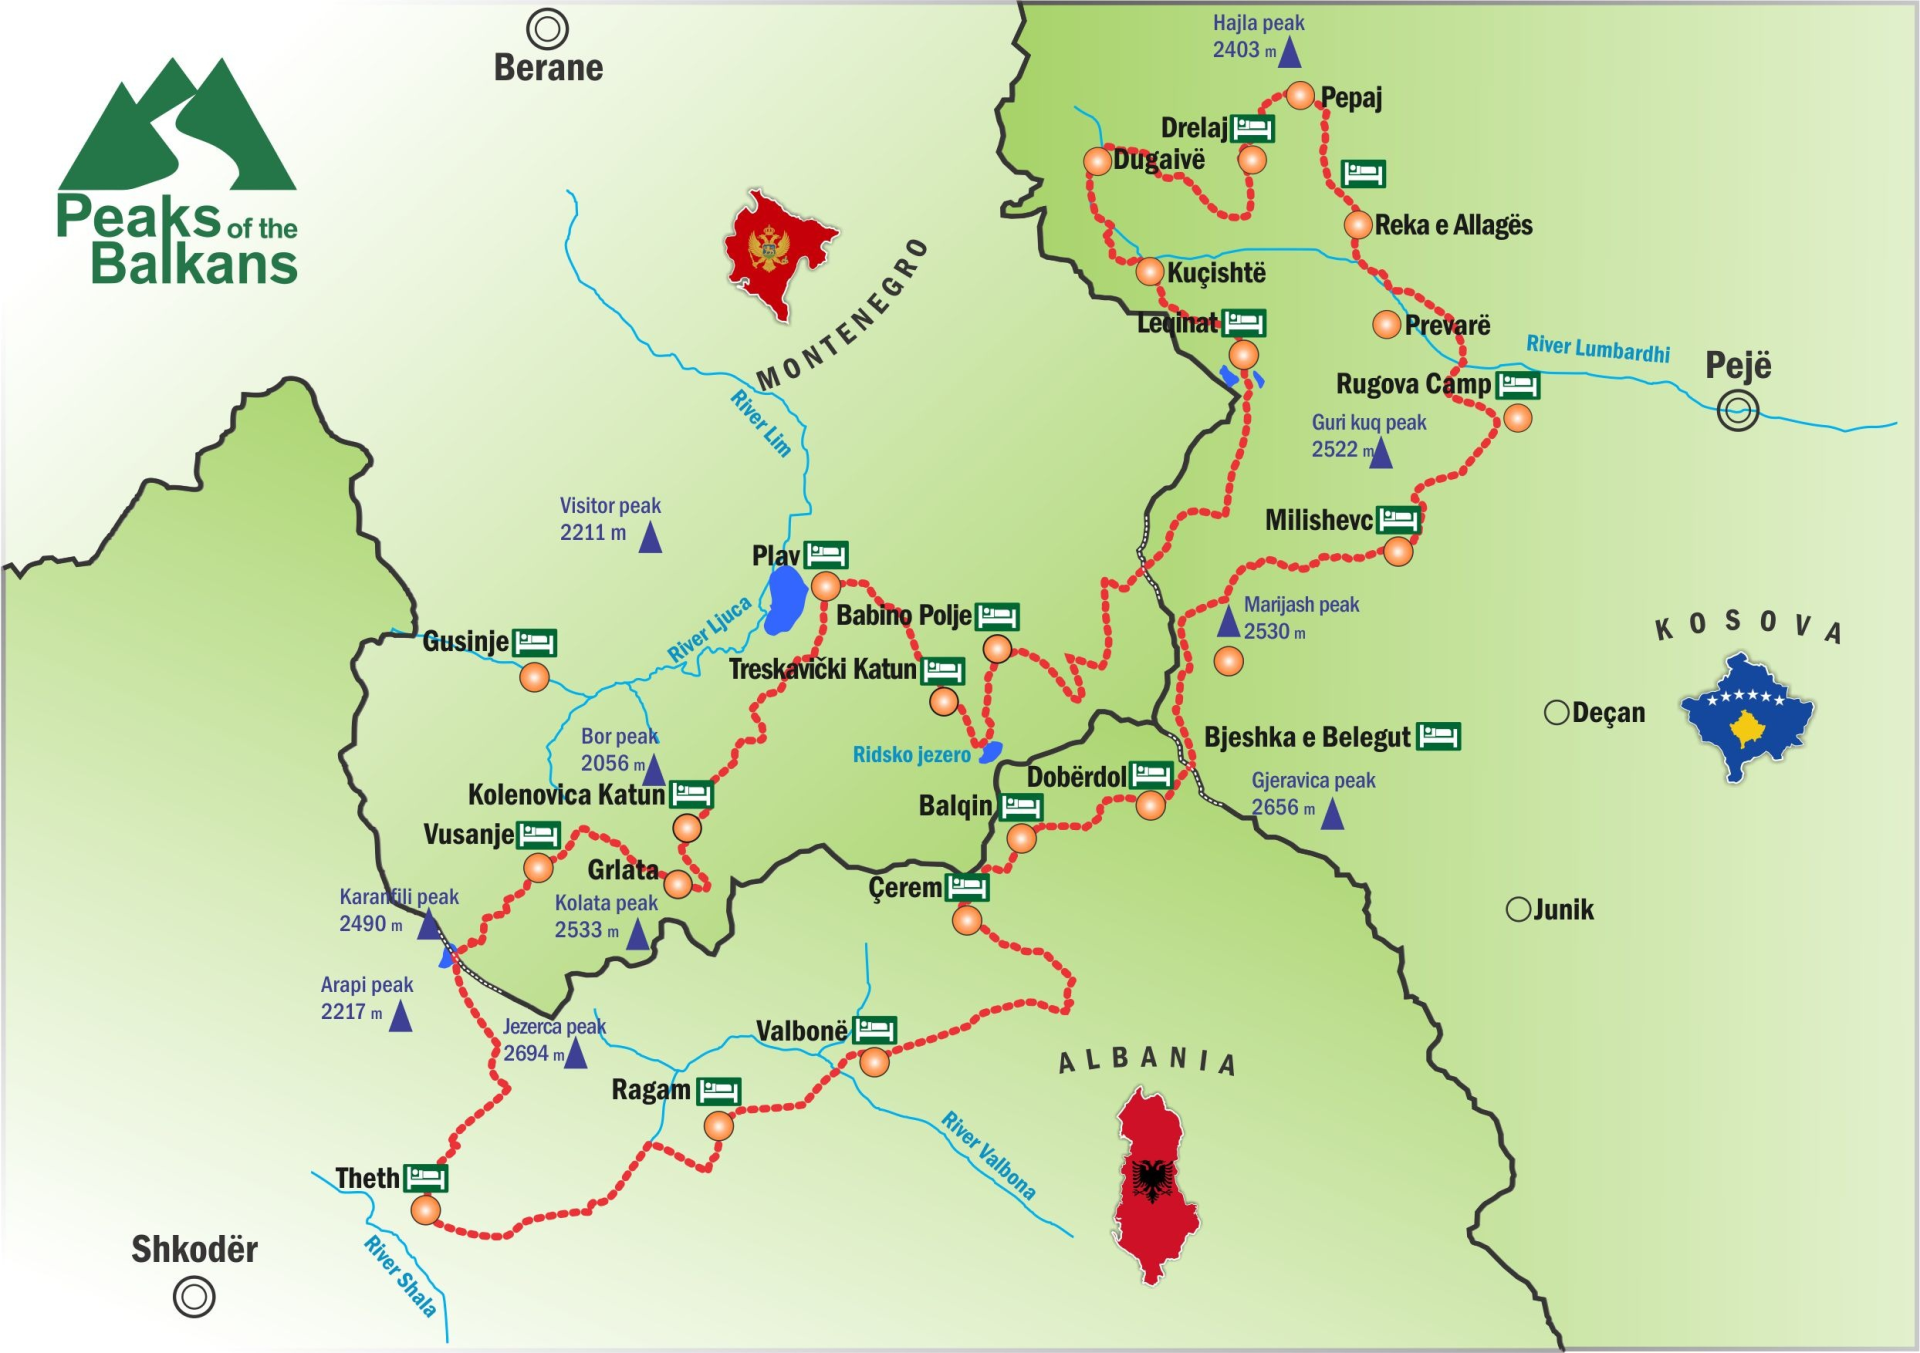 Hajla peak
2403 m
Berane
Pepaj
Drelaj
Dugaivë
Peaks of the
Balkans
Reka e Allagës
MONTENEGRO
Kuçishtë
Leqinat
Prevarë
River Lumbardhi
Pejë
Rugova Camp
River Lim
Guri kuq peak
2522 m
Visitor peak
2211 m
Milishevc
Plav
Babino Polje
Marijash peak
2530 m
KOSOVA
River Ljuca
Gusinje
Treskavički Katun
Deçan
Bor peak
2056 m
Ridsko jezero
Bjeshka e Belegut
Dobërdol
Gjeravica peak
2656 m
Kolenovica Katun
Balqin
Vusanje
Grlata
Çerem
Karanfili peak
2490 m
Kolata peak
2533 m
Junik
Arapi peak
2217 m
Jezerca peak
2694 m
Valbonë
ALBANIA
Ragam
River Valbona
Theth
Shkodër
River Shala